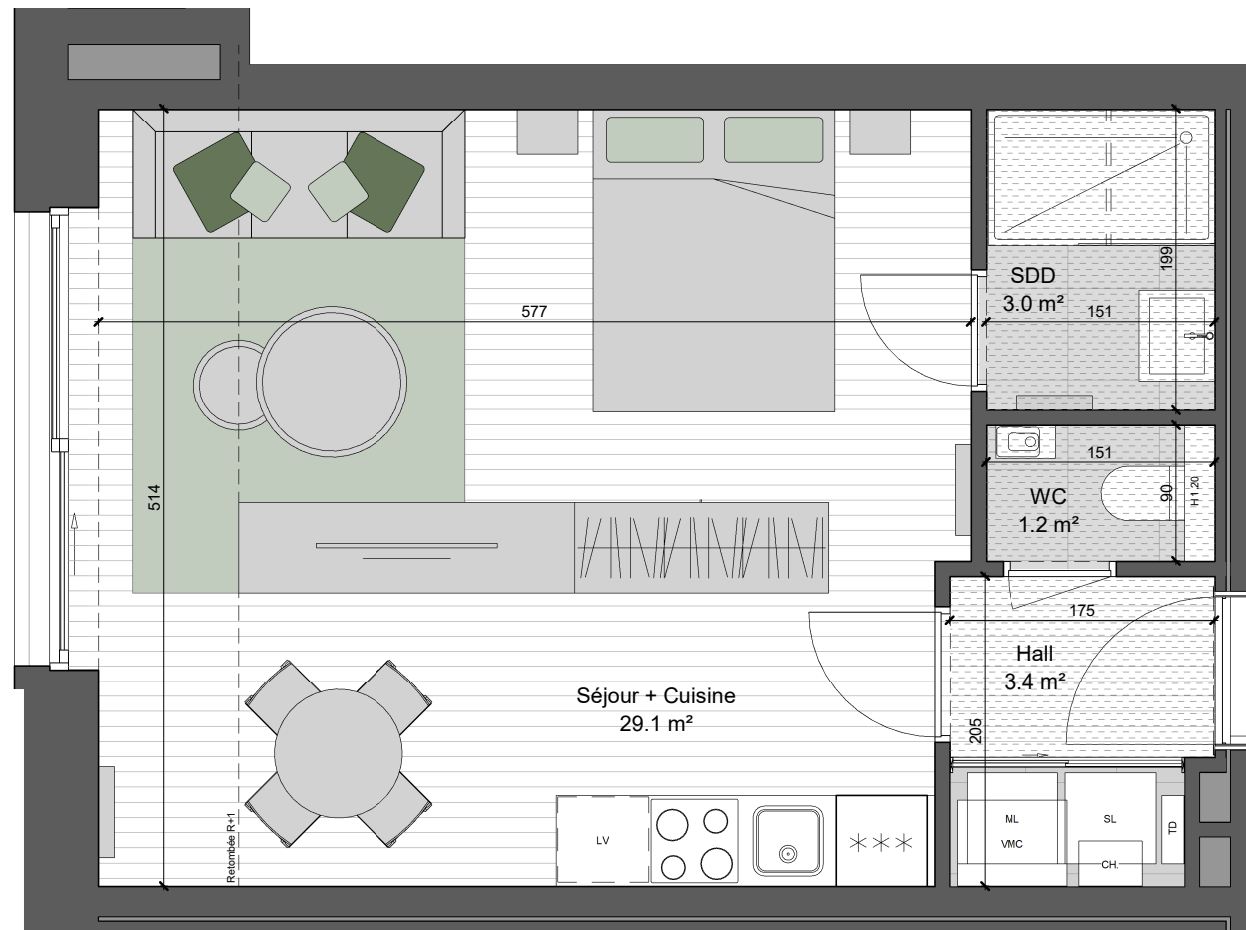 SDD
3.0 m²
199
577
151
151
WC
1.2 m²
90
H1.20
514
175
Hall
3.4 m²
Séjour + Cuisine
29.1 m²
205
Retombée R+1
LV
ML
VMC
SL
CH.
TD